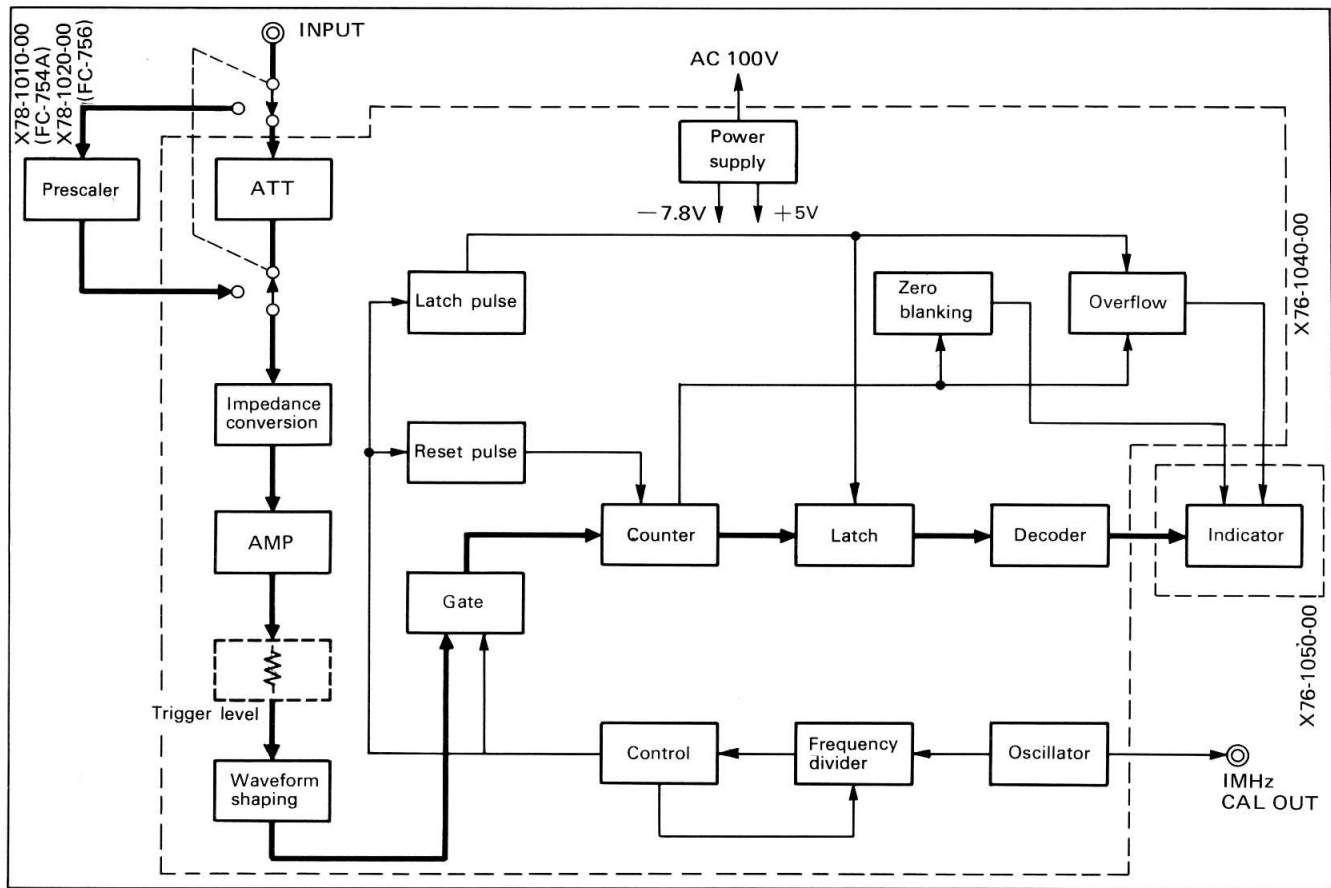 X78-1010-00
(FC-754A)
X78-1020-00
(FC-756)
INPUT
AC 100V
Prescaler
ATT
Power
supply
−7.8V
+5V
Latch pulse
Zero
blanking
Overflow
X76-1040-00
Impedance
conversion
Reset pulse
AMP
Counter
Latch
Decoder
Indicator
Gate
X76-1050-00
Trigger level
Waveform
shaping
Control
Frequency
divider
Oscillator
IMHz
CAL OUT